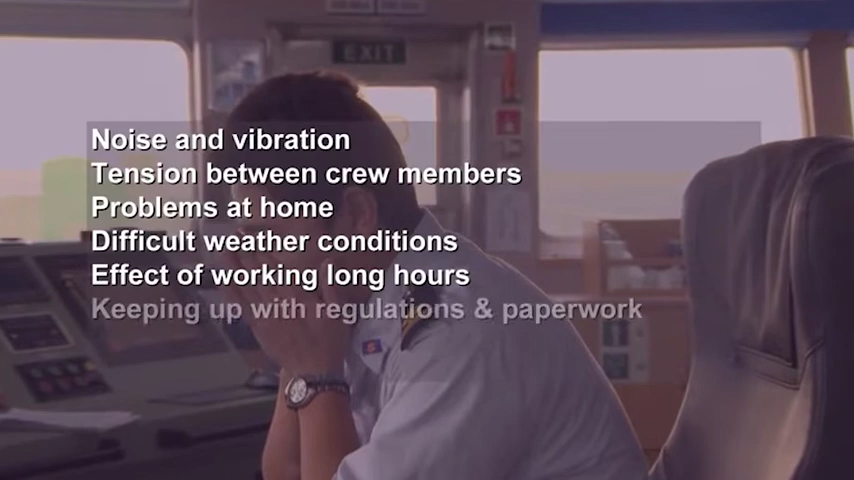 EXIT
Noise and vibration
Tension between crew members
Problems at home
Difficult weather conditions
Effect of working long hours
Keeping up with regulations & paperwork